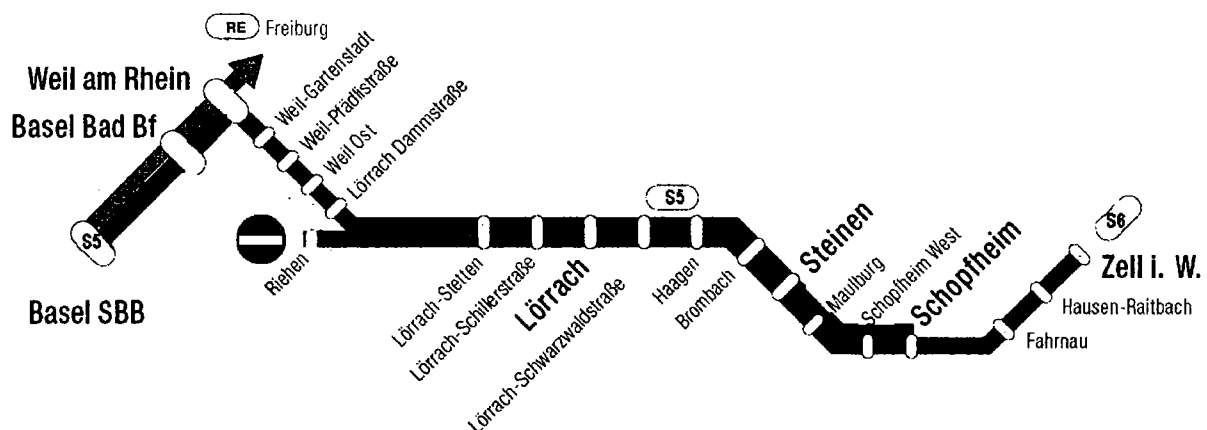 RE Freiburg
Weil am Rhein
Basel Bad Bf
S5
Basel SBB
Weil-Gartenstadt
Weil-Pfädlistraße
Weil Ost
Lörrach Dammstraße
Riehen
Lörrach-Stetten
Lörrach-Schillerstraße
Lörrach
Lörrach-Schwarzwaldstraße
S5
Haagen
Brombach
Steinen
Maulburg
Schopfheim West
Schopfheim
Fahrnau
Hausen-Raitbach
S6
Zell i. W.